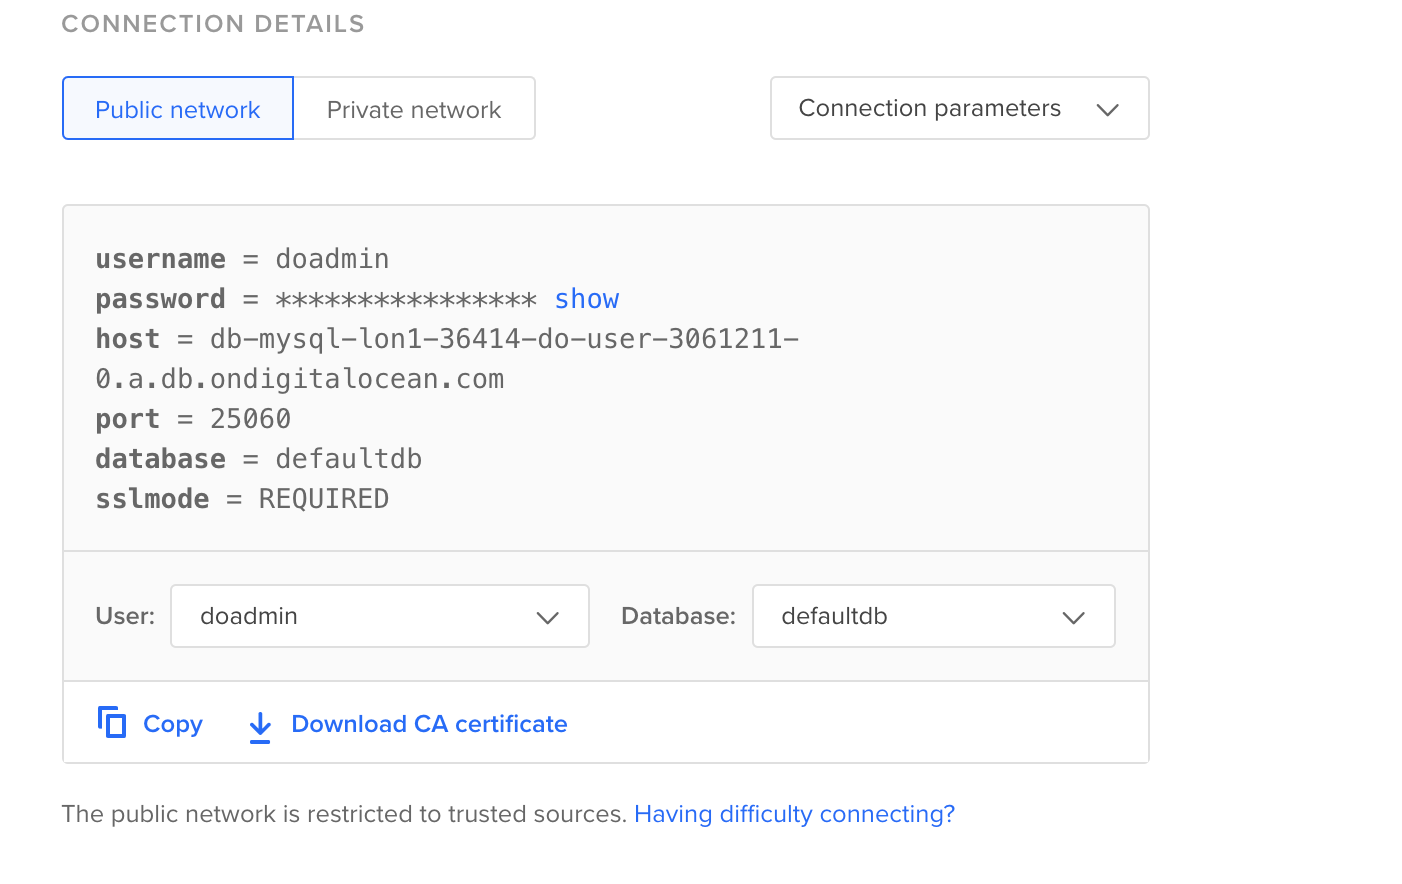 CONNECTION DETAILS
Public network
Private network
Connection parameters
username = doadmin
password = **************** show
host = db-mysql-lon1-36414-do-user-3061211-
0.a.db.ondigitalocean.com
port = 25060
database = defaultdb
sslmode = REQUIRED
User: doadmin
Database: defaultdb
Copy
Download CA certificate
The public network is restricted to trusted sources. Having difficulty connecting?